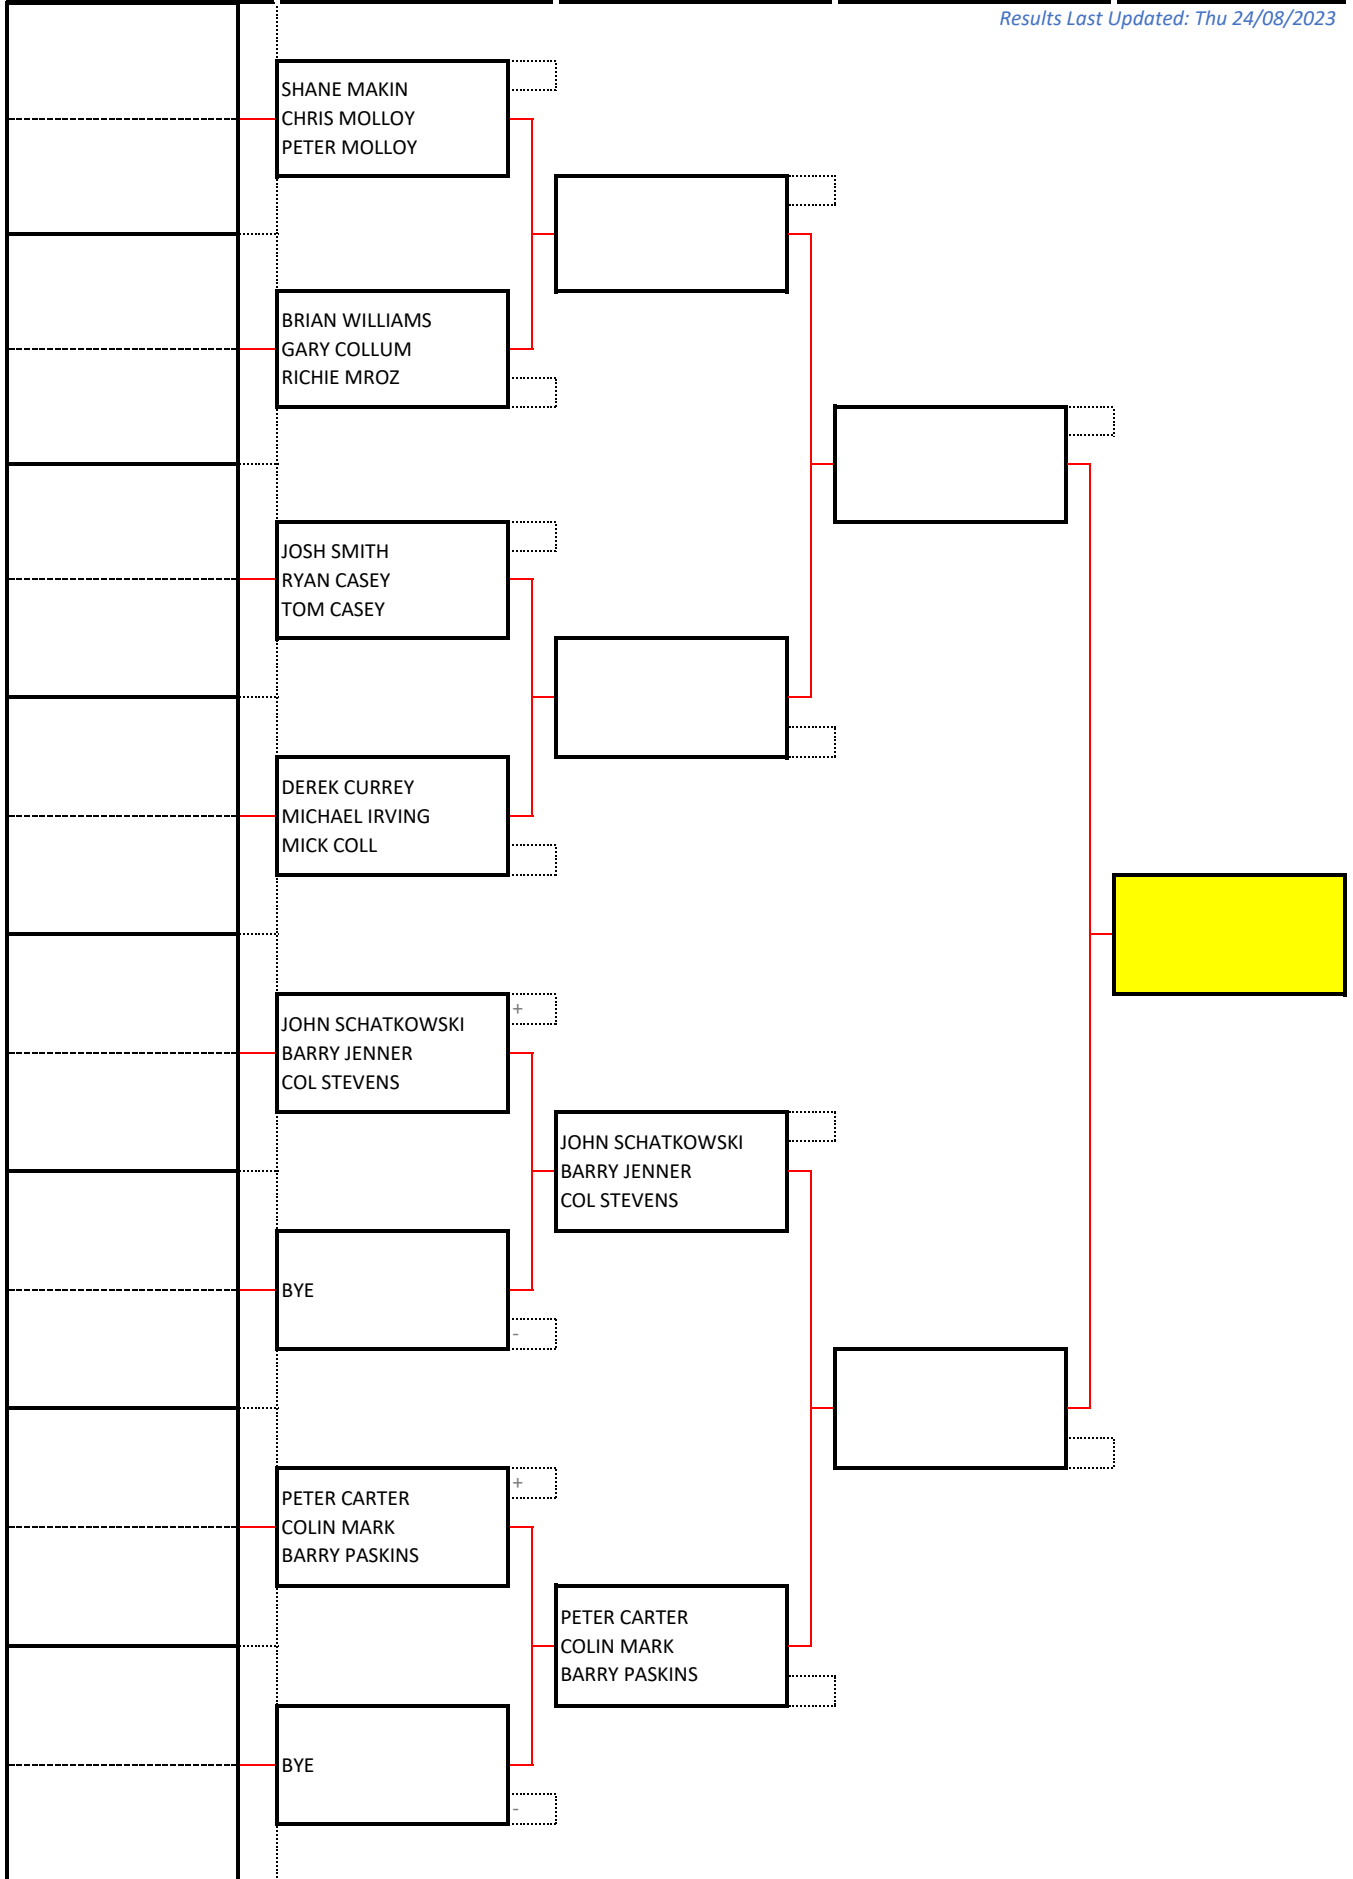 Results Last Updated: Thu 24/08/2023
SHANE MAKIN
CHRIS MOLLOY
PETER MOLLOY
BRIAN WILLIAMS
GARY COLLUM
RICHIE MROZ
JOSH SMITH
RYAN CASEY
TOM CASEY
DEREK CURREY
MICHAEL IRVING
MICK COLL
+
JOHN SCHATKOWSKI
BARRY JENNER
COL STEVENS
JOHN SCHATKOWSKI
BARRY JENNER
COL STEVENS
BYE
-
+
PETER CARTER
COLIN MARK
BARRY PASKINS
PETER CARTER
COLIN MARK
BARRY PASKINS
BYE
-